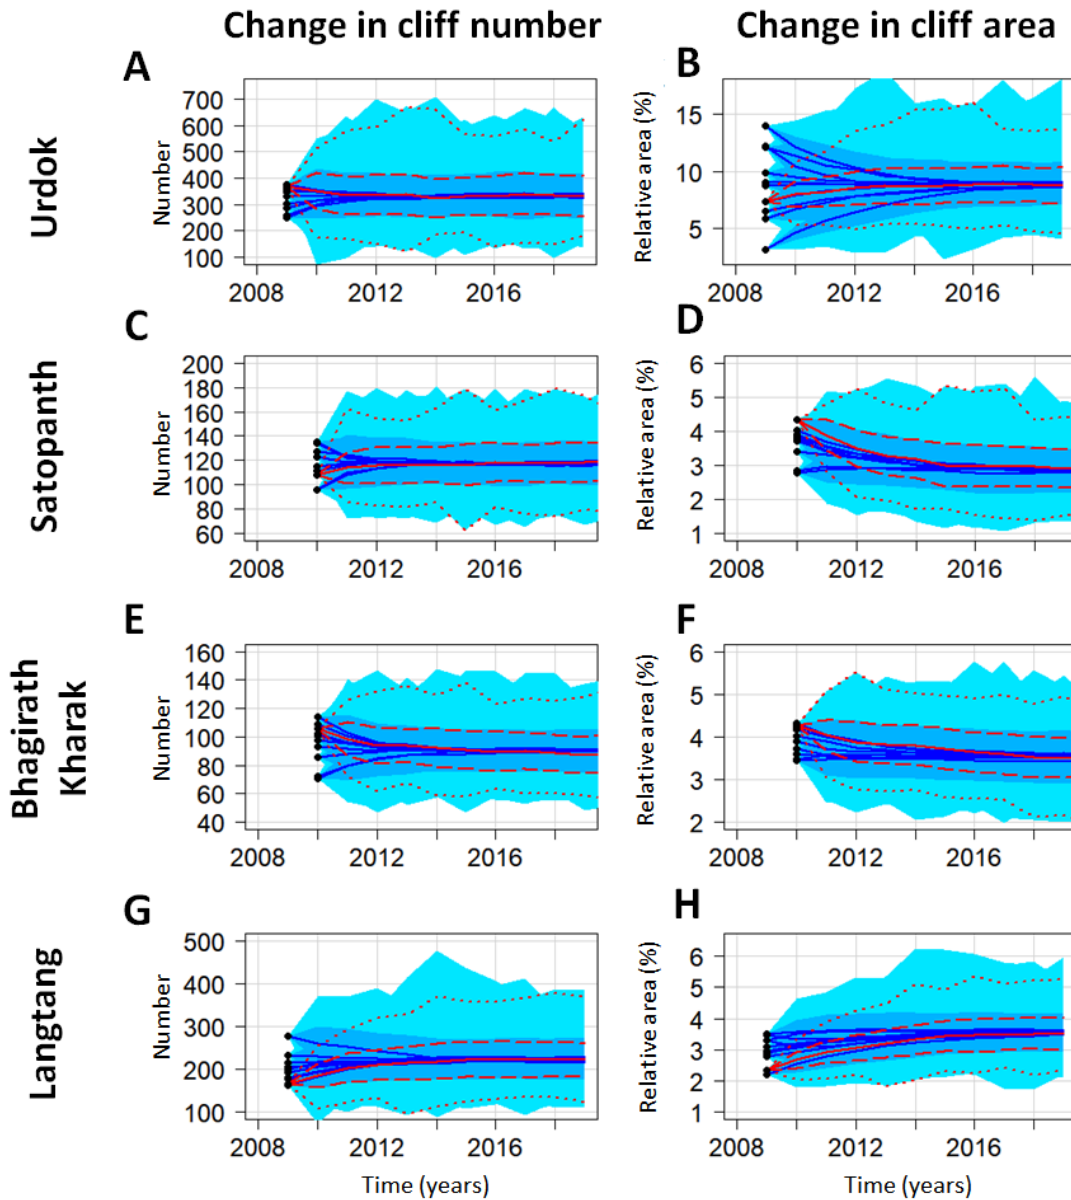 Change in cliff number
Change in cliff area
Urdok
A
Number
700
600
500
400
300
200
100
2008
2012
2016
B
Relative area (%)
15
10
5
2008
2012
2016
Satopanth
C
Number
200
180
160
140
120
100
80
60
2008
2012
2016
D
Relative area (%)
6
5
4
3
2
1
2008
2012
2016
Bhagirath
Kharak
E
Number
160
140
120
100
80
60
40
2008
2012
2016
F
Relative area (%)
6
5
4
3
2
2008
2012
2016
Langtang
G
Number
500
400
300
200
100
2008
2012
2016
Time (years)
H
Relative area (%)
6
5
4
3
2
1
2008
2012
2016
Time (years)